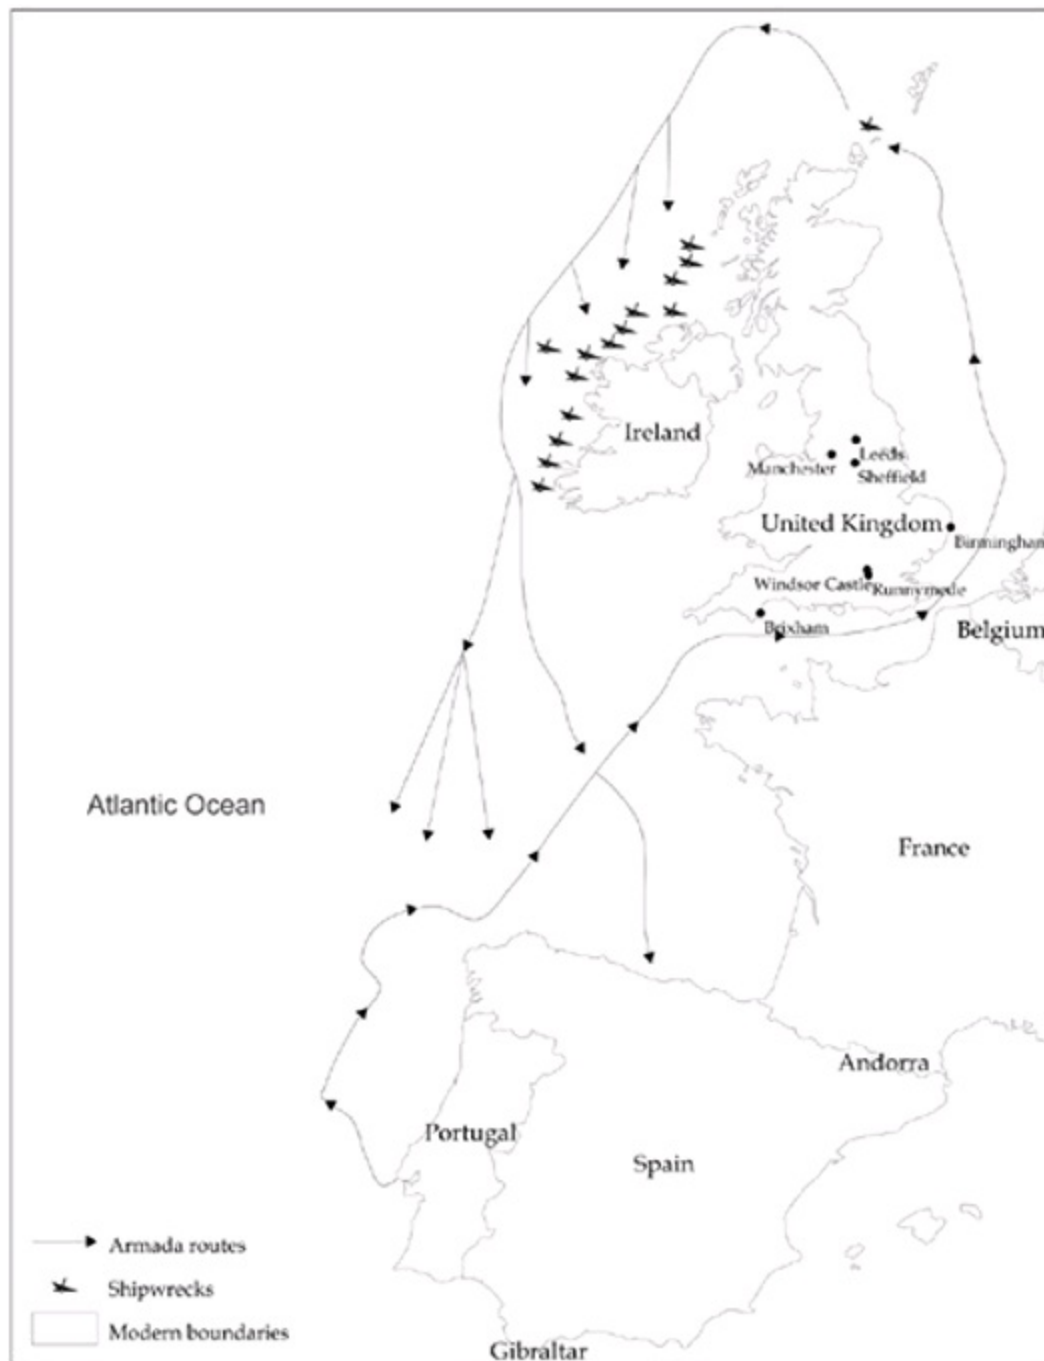 Ireland
Leeds
Manchester
Sheffield
United Kingdom
Birmingham
Windsor Castle
Runnymede
Brixham
Belgium
Atlantic Ocean
France
Andorra
Portugal
Spain
Armada routes
Shipwrecks
Modern boundaries
Gibraltar